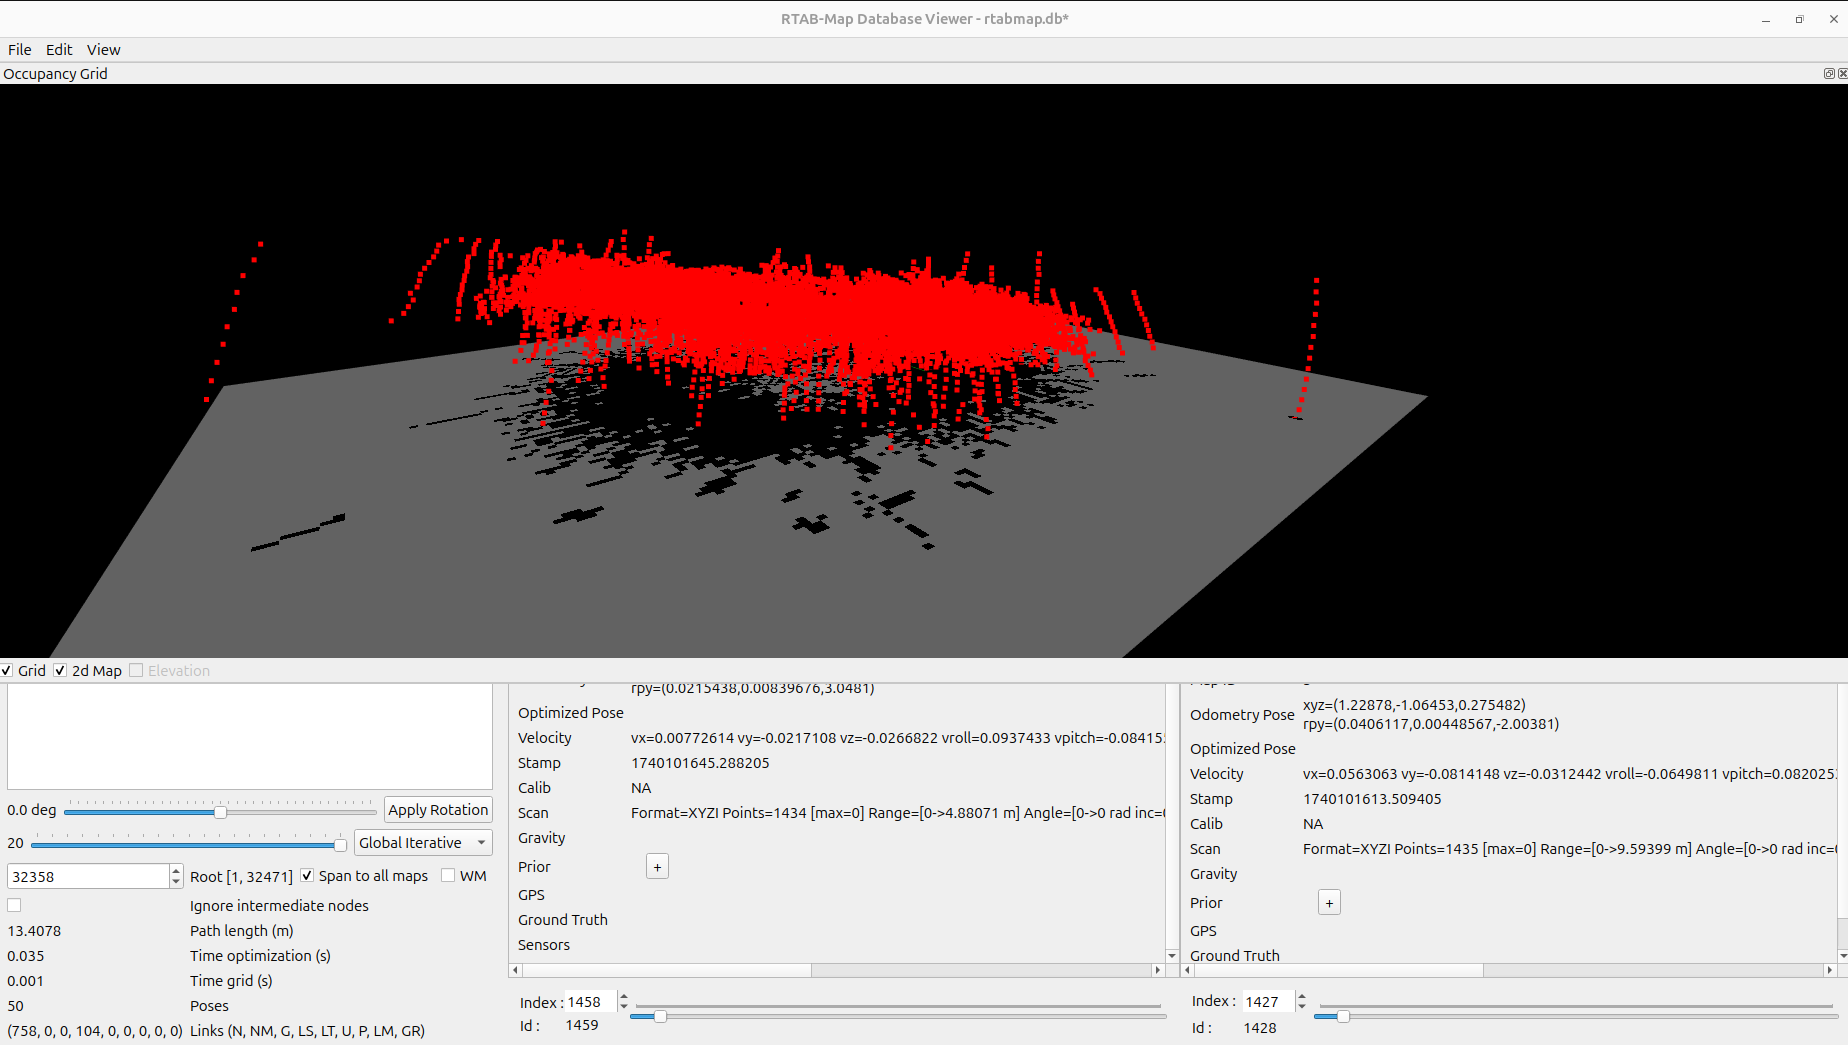 RTAB-Map Database Viewer - rtabmap.db*
File Edit View
Occupancy Grid
Grid 2d Map Elevation
0.0 deg Apply Rotation
20 Global Iterative
32358 Root [1, 32471] Span to all maps WM
Ignore intermediate nodes
13.4078 Path length (m)
0.035 Time optimization (s)
0.001 Time grid (s)
50 Poses
(758, 0, 0, 104, 0, 0, 0, 0, 0) Links (N, NM, G, LS, LT, U, P, LM, GR)
rpy=(0.0215438,0.00839676,3.0481)
Optimized Pose
Velocity vx=0.00772614 vy=-0.0217108 vz=-0.0266822 vroll=0.0937433 vpitch=-0.08415
Stamp 1740101645.288205
Calib NA
Scan Format=XYZI Points=1434 [max=0] Range=[0->4.88071 m] Angle=[0->0 rad inc=
Gravity
Prior +
GPS
Ground Truth
Sensors
Index : 1458
Id : 1459
Odometry Pose xyz=(1.22878,-1.06453,0.275482)
rpy=(0.0406117,0.00448567,-2.00381)
Optimized Pose
Velocity vx=0.0563063 vy=-0.0814148 vz=-0.0312442 vroll=-0.0649811 vpitch=0.082025
Stamp 1740101613.509405
Calib NA
Scan Format=XYZI Points=1435 [max=0] Range=[0->9.59399 m] Angle=[0->0 rad inc=
Gravity
Prior +
GPS
Ground Truth
Index : 1427
Id : 1428